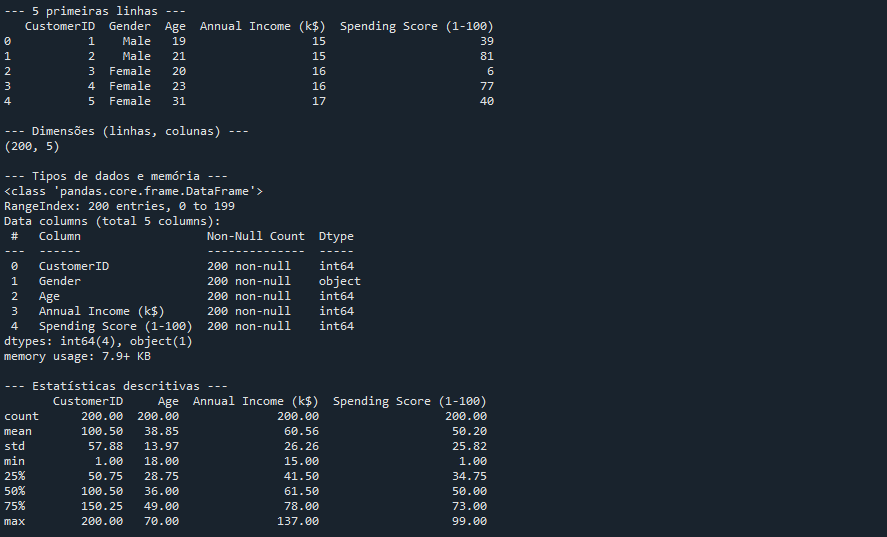 --- 5 primeiras linhas ---
   CustomerID  Gender  Age  Annual Income (k$)  Spending Score (1-100)
0           1    Male   19                  15                      39
1           2    Male   21                  15                      81
2           3  Female   20                  16                       6
3           4  Female   23                  16                      77
4           5  Female   31                  17                      40
--- Dimensões (linhas, colunas) ---
(200, 5)
--- Tipos de dados e memória ---
<class 'pandas.core.frame.DataFrame'>
RangeIndex: 200 entries, 0 to 199
Data columns (total 5 columns):
 #   Column                  Non-Null Count  Dtype
---  ------                  --------------  -----
 0   CustomerID              200 non-null    int64
 1   Gender                  200 non-null    object
 2   Age                     200 non-null    int64
 3   Annual Income (k$)      200 non-null    int64
 4   Spending Score (1-100)  200 non-null    int64
dtypes: int64(4), object(1)
memory usage: 7.9+ KB
--- Estatísticas descritivas ---
       CustomerID     Age  Annual Income (k$)  Spending Score (1-100)
count      200.00  200.00              200.00                  200.00
mean       100.50   38.85               60.56                   50.20
std         57.88   13.97               26.26                   25.82
min          1.00   18.00               15.00                    1.00
25%         50.75   28.75               41.50                   34.75
50%        100.50   36.00               61.50                   50.00
75%        150.25   49.00               78.00                   73.00
max        200.00   70.00              137.00                   99.00